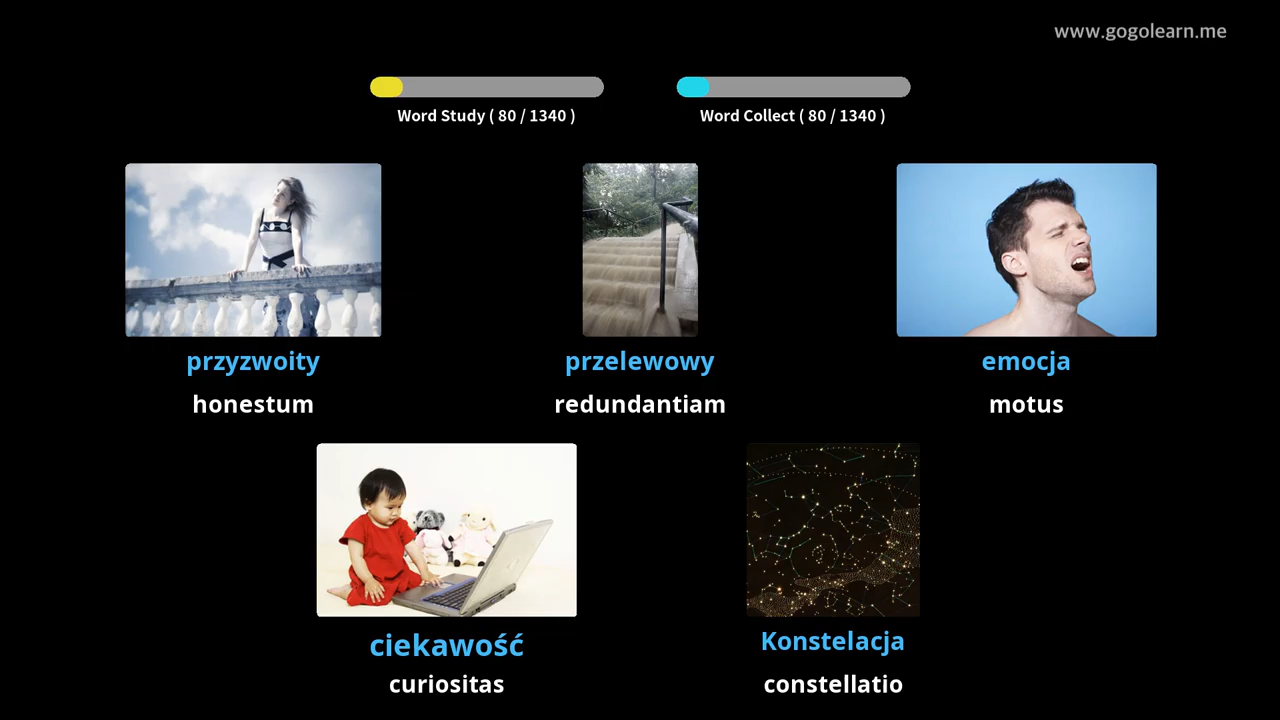 www.gogolearn.me
Word Study ( 80 / 1340 )
Word Collect ( 80 / 1340 )
przyzwoity
przelewowy
emocja
honestum
redundantiam
motus
ciekawość
Konstelacja
curiositas
constellatio